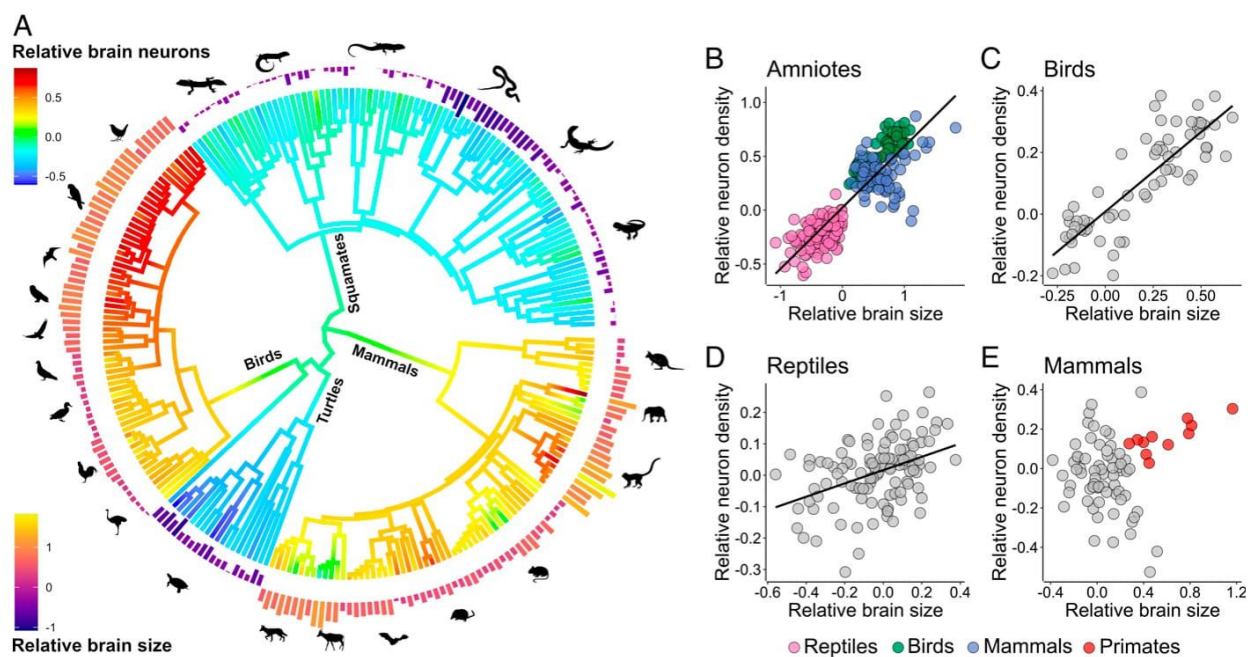 A
Relative brain neurons
0.5
0.0
-0.5
Squamates
Birds
Mammals
Turtles
1
0
-1
Relative brain size
B Amniotes
Relative neuron density
1.0
0.5
0.0
-0.5
-1 0 1
Relative brain size
C Birds
Relative neuron density
0.4
0.2
0.0
-0.2
-0.25 0.00 0.25 0.50
Relative brain size
D Reptiles
Relative neuron density
0.2
0.1
0.0
-0.1
-0.2
-0.3
-0.6 -0.4 -0.2 0.0 0.2 0.4
Relative brain size
E Mammals
Relative neuron density
0.4
0.2
0.0
-0.2
-0.4
-0.4 0.0 0.4 0.8 1.2
Relative brain size
Reptiles Birds Mammals Primates